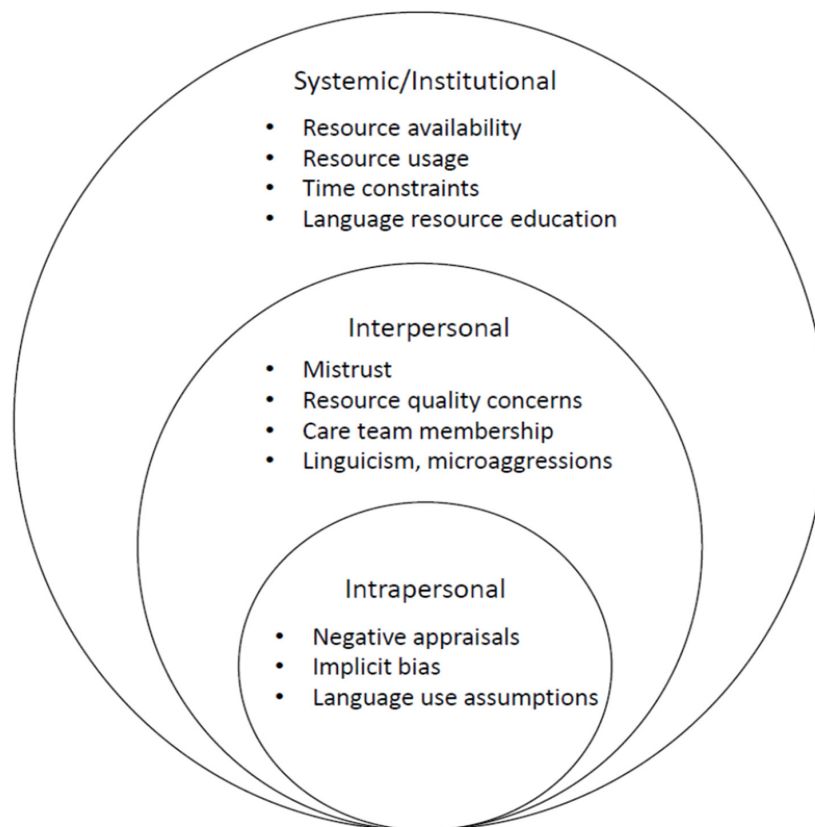 Systemic/Institutional
• Resource availability
• Resource usage
• Time constraints
• Language resource education
Interpersonal
• Mistrust
• Resource quality concerns
• Care team membership
• Linguicism, microaggressions
Intrapersonal
• Negative appraisals
• Implicit bias
• Language use assumptions